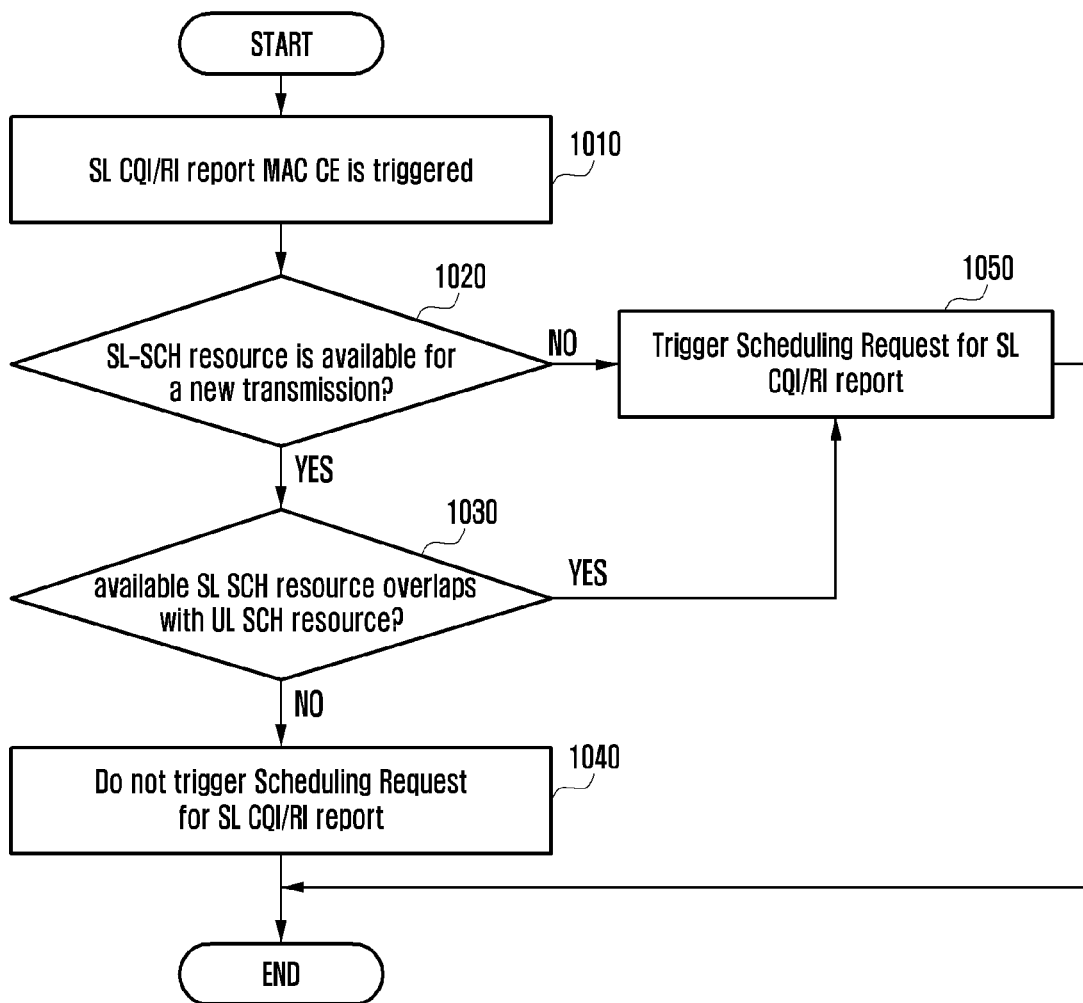 START
1010
SL CQI/RI report MAC CE is triggered
1020
SL-SCH resource is available for
a new transmission?
NO
1050
Trigger Scheduling Request for SL
CQI/RI report
YES
1030
available SL SCH resource overlaps
with UL SCH resource?
YES
NO
1040
Do not trigger Scheduling Request
for SL CQI/RI report
END